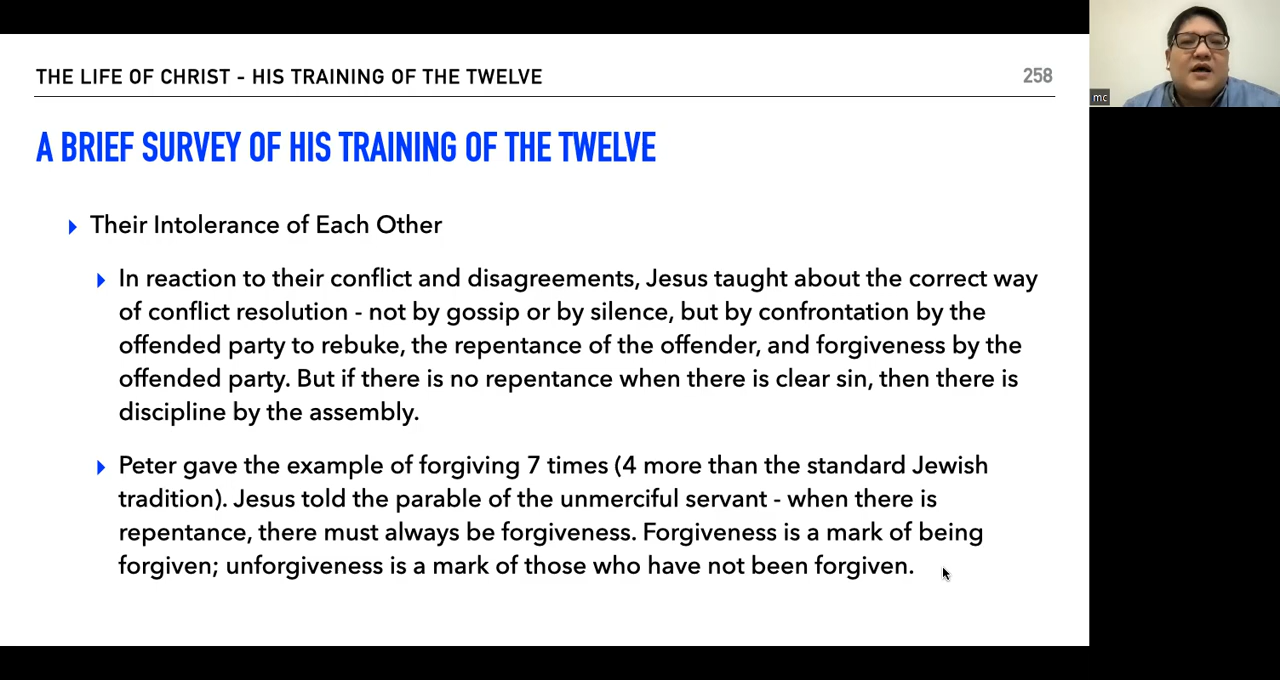 THE LIFE OF CHRIST - HIS TRAINING OF THE TWELVE
258
A BRIEF SURVEY OF HIS TRAINING OF THE TWELVE
Their Intolerance of Each Other
In reaction to their conflict and disagreements, Jesus taught about the correct way
of conflict resolution - not by gossip or by silence, but by confrontation by the
offended party to rebuke, the repentance of the offender, and forgiveness by the
offended party. But if there is no repentance when there is clear sin, then there is
discipline by the assembly.
Peter gave the example of forgiving 7 times (4 more than the standard Jewish
tradition). Jesus told the parable of the unmerciful servant - when there is
repentance, there must always be forgiveness. Forgiveness is a mark of being
forgiven; unforgiveness is a mark of those who have not been forgiven.
mc